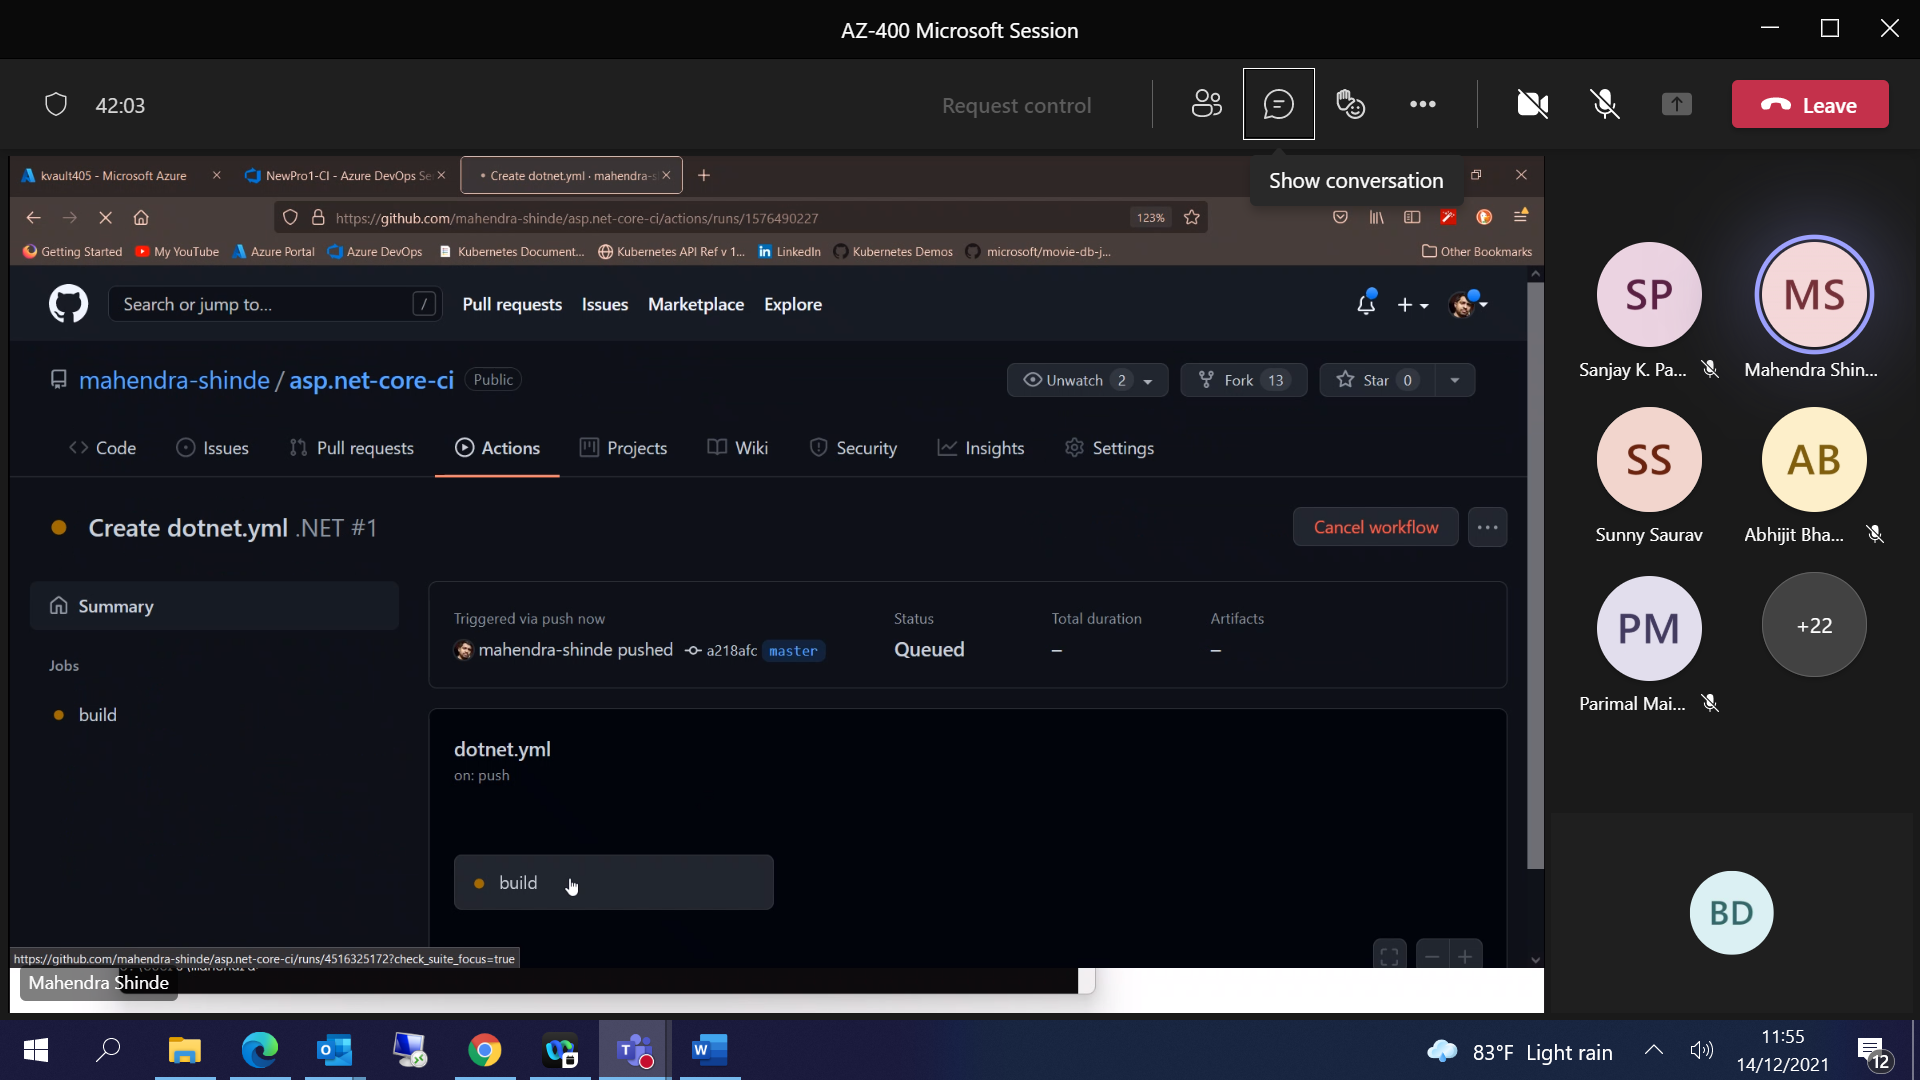 AZ-400 Microsoft Session
42:03
Request control
Leave
Show conversation
kvault405 - Microsoft Azure
NewPro1-CI - Azure DevOps Se
Create dotnet.yml · mahendra-s
https://github.com/mahendra-shinde/asp.net-core-ci/actions/runs/1576490227
123%
Getting Started
My YouTube
Azure Portal
Azure DevOps
Kubernetes Document...
Kubernetes API Ref v 1...
LinkedIn
Kubernetes Demos
microsoft/movie-db-j...
Other Bookmarks
Search or jump to...
/
Pull requests
Issues
Marketplace
Explore
mahendra-shinde / asp.net-core-ci
Public
Unwatch 2
Fork 13
Star 0
Code
Issues
Pull requests
Actions
Projects
Wiki
Security
Insights
Settings
Create dotnet.yml .NET #1
Cancel workflow
Summary
Jobs
build
Triggered via push now
mahendra-shinde pushed a218afc master
Status
Queued
Total duration
–
Artifacts
–
dotnet.yml
on: push
build
https://github.com/mahendra-shinde/asp.net-core-ci/runs/4516325172?check_suite_focus=true
Mahendra Shinde
SP
Sanjay K. Pa...
MS
Mahendra Shin...
SS
Sunny Saurav
AB
Abhijit Bha...
PM
Parimal Mai...
+22
BD
83°F Light rain
11:55
14/12/2021
12